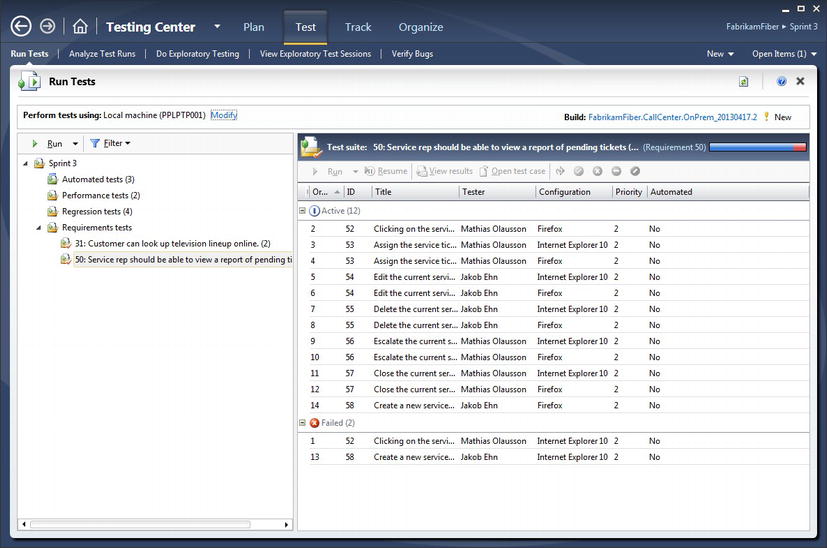 Testing Center
Plan
Test
Track
Organize
FabrikamFiber ▸ Sprint 3
Run Tests
Analyze Test Runs
Do Exploratory Testing
View Exploratory Test Sessions
Verify Bugs
New
Open Items (1)
Run Tests
Perform tests using: Local machine (PPLPTP001) Modify
Build: FabrikamFiber.CallCenter.OnPrem_20130417.2 New
Run Filter
Sprint 3
Automated tests (3)
Performance tests (2)
Regression tests (4)
Requirements tests
31: Customer can look up television lineup online. (2)
50: Service rep should be able to view a report of pending ti
Test suite: 50: Service rep should be able to view a report of pending tickets (... (Requirement 50)
Run Resume View results Open test case
Or... ID Title Tester Configuration Priority Automated
Active (12)
2 52 Clicking on the servi... Mathias Olausson Firefox 2 No
3 53 Assign the service tic... Mathias Olausson Internet Explorer 10 2 No
4 53 Assign the service tic... Mathias Olausson Firefox 2 No
5 54 Edit the current servi... Jakob Ehn Internet Explorer 10 2 No
6 54 Edit the current servi... Jakob Ehn Firefox 2 No
7 55 Delete the current ser... Jakob Ehn Internet Explorer 10 2 No
8 55 Delete the current ser... Jakob Ehn Firefox 2 No
9 56 Escalate the current s... Mathias Olausson Internet Explorer 10 2 No
10 56 Escalate the current s... Mathias Olausson Firefox 2 No
11 57 Close the current ser... Mathias Olausson Internet Explorer 10 2 No
12 57 Close the current ser... Mathias Olausson Firefox 2 No
14 58 Create a new service... Jakob Ehn Firefox 2 No
Failed (2)
1 52 Clicking on the servi... Mathias Olausson Internet Explorer 10 2 No
13 58 Create a new service... Jakob Ehn Internet Explorer 10 2 No